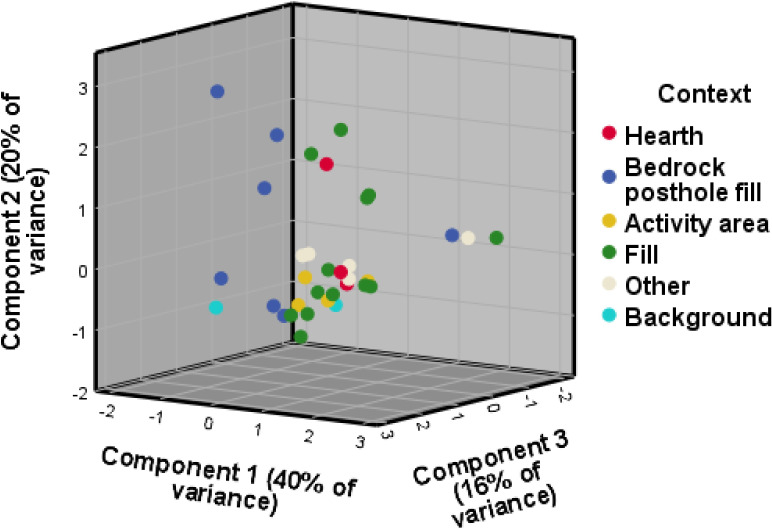 3
2
1
0
-1
-2
Component 2 (20% of
variance)
-2
-1
0
1
2
3
Component 1 (40% of
variance)
3
2
1
0
-1
-2
Component 3
(16% of
variance)
Context
Hearth
Bedrock
posthole fill
Activity area
Fill
Other
Background